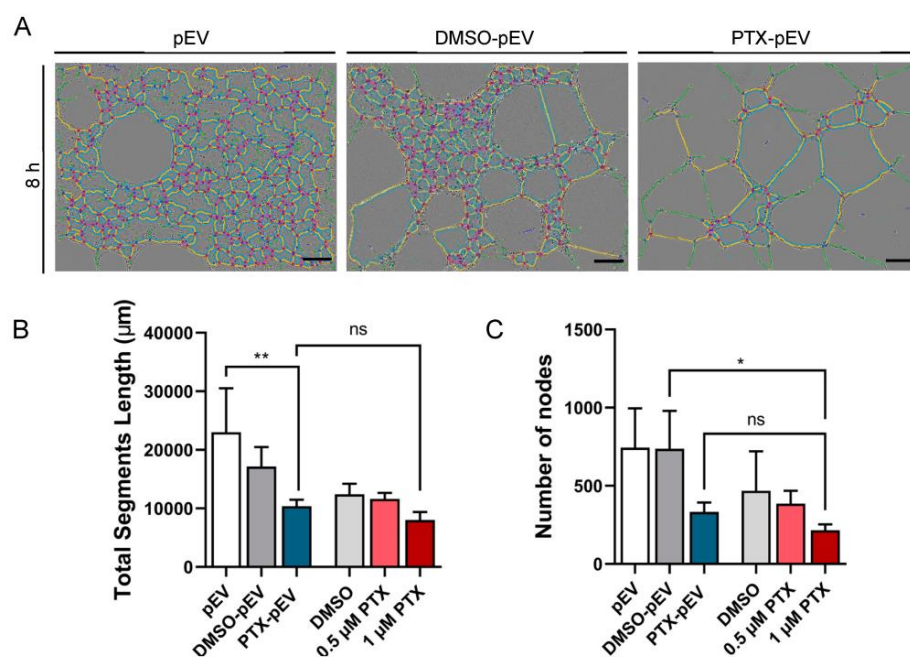 A
pEV
DMSO-pEV
PTX-pEV
8 h
B
Total Segments Length (μm)
40000
30000
20000
10000
0
**
ns
pEV
DMSO-pEV
PTX-pEV
DMSO
0.5 μM PTX
1 μM PTX
C
Number of nodes
1500
1000
500
0
*
ns
pEV
DMSO-pEV
PTX-pEV
DMSO
0.5 μM PTX
1 μM PTX